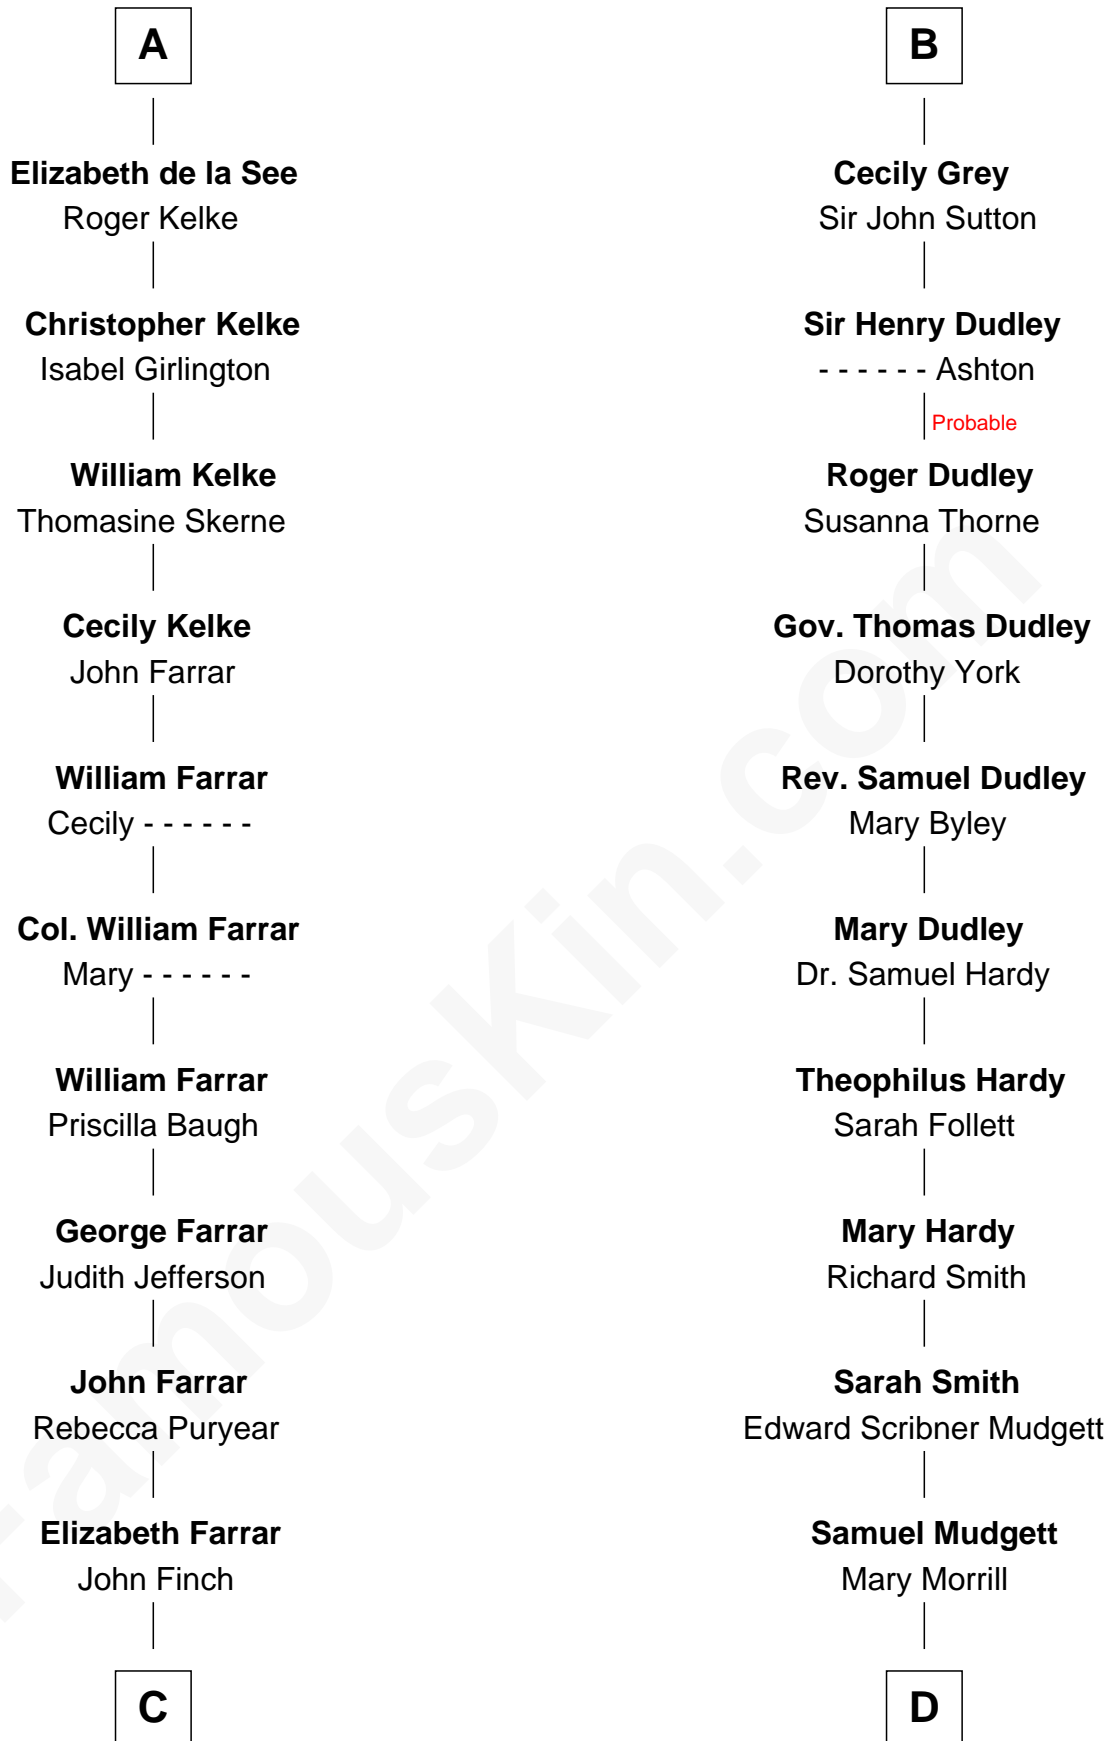 A
Elizabeth de la See
Roger Kelke
Christopher Kelke
Isabel Girlington
William Kelke
Thomasine Skerne
Cecily Kelke
John Farrar
William Farrar
Cecily - - - - - -
Col. William Farrar
Mary - - - - - -
William Farrar
Priscilla Baugh
George Farrar
Judith Jefferson
John Farrar
Rebecca Puryear
Elizabeth Farrar
John Finch
C
B
Cecily Grey
Sir John Sutton
Sir Henry Dudley
- - - - - - Ashton
Probable
Roger Dudley
Susanna Thorne
Gov. Thomas Dudley
Dorothy York
Rev. Samuel Dudley
Mary Byley
Mary Dudley
Dr. Samuel Hardy
Theophilus Hardy
Sarah Follett
Mary Hardy
Richard Smith
Sarah Smith
Edward Scribner Mudgett
Samuel Mudgett
Mary Morrill
D
FamousKin.com